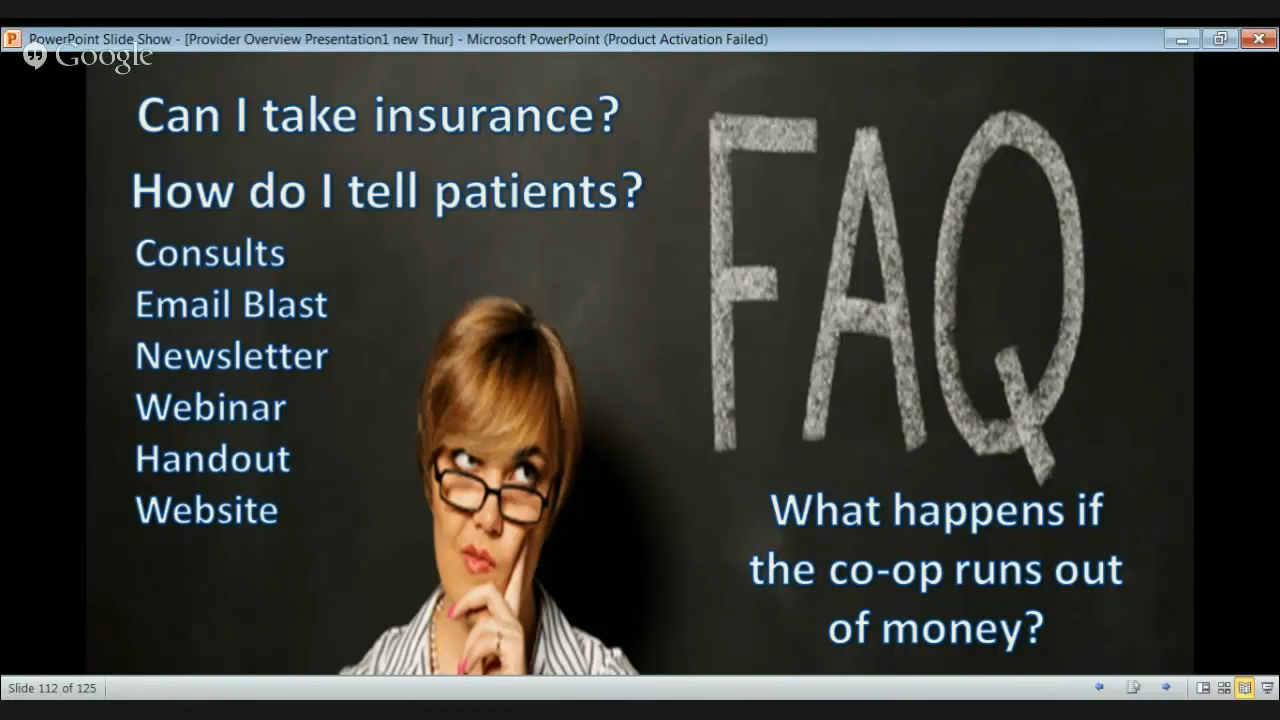 PowerPoint Slide Show - [Provider Overview Presentation1 new Thur] - Microsoft PowerPoint (Product Activation Failed)
Google
Can I take insurance?
How do I tell patients?
Consults
Email Blast
Newsletter
Webinar
Handout
Website
FAQ
What happens if
the co-op runs out
of money?
Slide 112 of 125